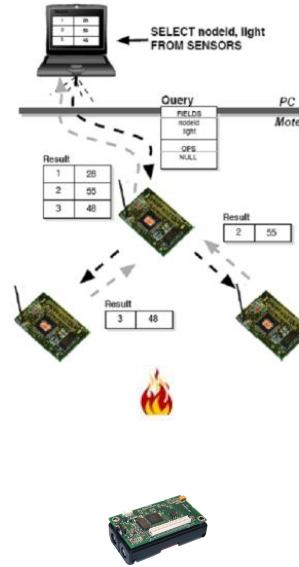 1 28
2 55
3 48
SELECT nodeId, light
FROM SENSORS
Query
PC
FIELDS
nodeId
light
OPS
NULL
Mote
Result
1 28
2 55
3 48
Result
2 55
Result
3 48